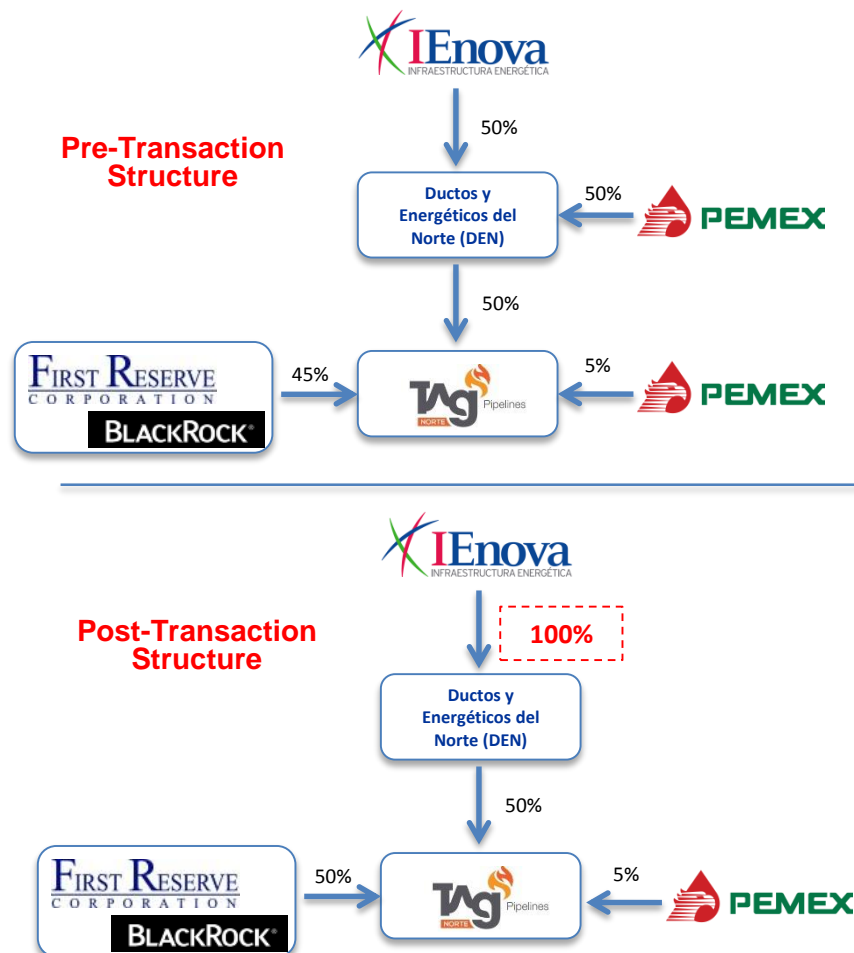 IEnova
INFRAESTRUCTURA ENERGÉTICA
50%
Pre-Transaction
Structure
Ductos y
Energéticos del
Norte (DEN)
50%
PEMEX
50%
FIRST RESERVE
CORPORATION
BLACKROCK®
45%
TAg
NORTE
Pipelines
5%
PEMEX
IEnova
INFRAESTRUCTURA ENERGÉTICA
Post-Transaction
Structure
100%
Ductos y
Energéticos del
Norte (DEN)
50%
FIRST RESERVE
CORPORATION
BLACKROCK®
50%
TAg
NORTE
Pipelines
5%
PEMEX